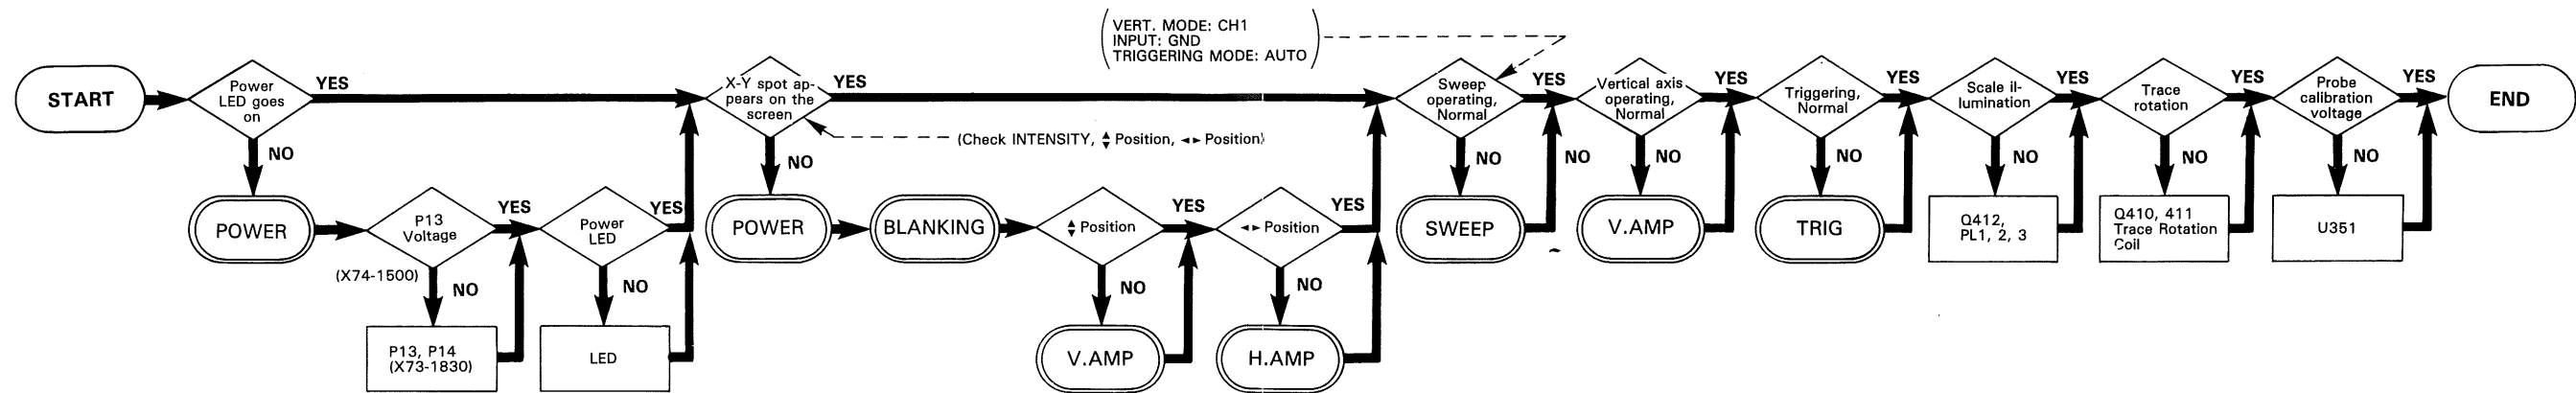 VERT. MODE: CH1
INPUT: GND
TRIGGERING MODE: AUTO
START
Power
LED goes
on
YES
NO
POWER
P13
Voltage
(X74-1500)
YES
NO
P13, P14
(X73-1830)
Power
LED
YES
NO
LED
X-Y spot ap-
pears on the
screen
YES
(Check INTENSITY, ▲▼ Position, ◄► Position)
NO
POWER
BLANKING
▲▼ Position
YES
NO
V.AMP
◄► Position
YES
NO
H.AMP
Sweep
operating,
Normal
YES
NO
NO
SWEEP
~
Vertical axis
operating,
Normal
YES
NO
V.AMP
Triggering,
Normal
YES
NO
TRIG
Scale il-
lumination
YES
NO
Q412,
PL1, 2, 3
Trace
rotation
YES
NO
Q410, 411
Trace Rotation
Coil
Probe
calibration
voltage
YES
NO
U351
END